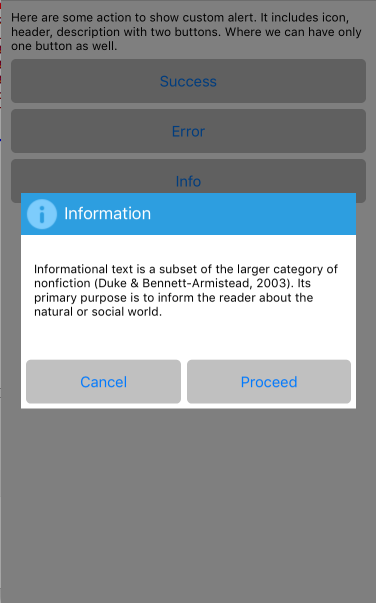 Here are some action to show custom alert. It includes icon,
header, description with two buttons. Where we can have only
one button as well.
Success
Error
Info
Information
Informational text is a subset of the larger category of
nonfiction (Duke & Bennett-Armistead, 2003). Its
primary purpose is to inform the reader about the
natural or social world.
Cancel
Proceed